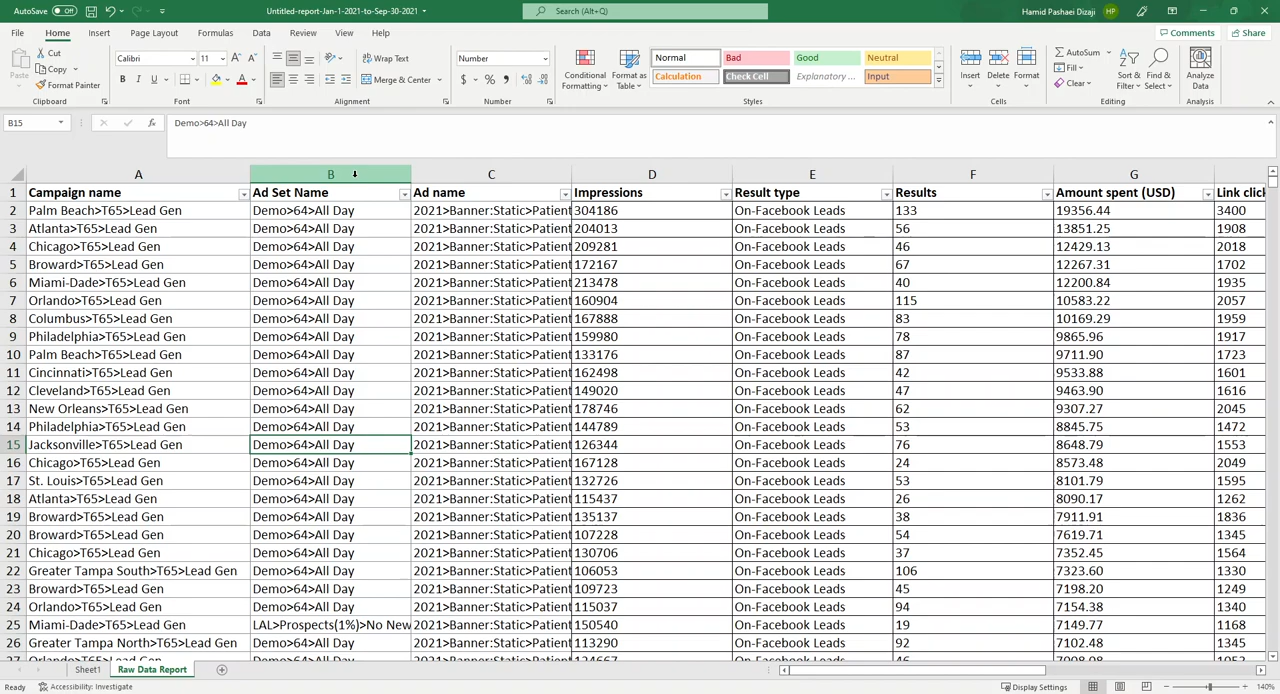 AutoSave Off Untitled-report-Jan-1-2021-to-Sep-30-2021 Search (Alt+Q) Hamid Pashaei Dizaji HP
File Home Insert Page Layout Formulas Data Review View Help Comments Share
Paste Cut Copy Format Painter Clipboard
Calibri 11 A A B I U A Font
Wrap Text Merge & Center Alignment
Number $ % Number
Conditional Formatting Format as Table
Normal Bad Good Neutral
Calculation Check Cell Explanatory ... Input
Styles
Insert Delete Format Cells
AutoSum Fill Clear Sort & Filter Find & Select Editing
Analyze Data Analysis
B15 fx Demo>64>All Day
A B C D E F G
1 Campaign name Ad Set Name Ad name Impressions Result type Results Amount spent (USD) Link click
2 Palm Beach>T65>Lead Gen Demo>64>All Day 2021>Banner:Static>Patient 304186 On-Facebook Leads 133 19356.44 3400
3 Atlanta>T65>Lead Gen Demo>64>All Day 2021>Banner:Static>Patient 204013 On-Facebook Leads 56 13851.25 1908
4 Chicago>T65>Lead Gen Demo>64>All Day 2021>Banner:Static>Patient 209281 On-Facebook Leads 46 12429.13 2018
5 Broward>T65>Lead Gen Demo>64>All Day 2021>Banner:Static>Patient 172167 On-Facebook Leads 67 12267.31 1702
6 Miami-Dade>T65>Lead Gen Demo>64>All Day 2021>Banner:Static>Patient 213478 On-Facebook Leads 40 12200.84 1935
7 Orlando>T65>Lead Gen Demo>64>All Day 2021>Banner:Static>Patient 160904 On-Facebook Leads 115 10583.22 2057
8 Columbus>T65>Lead Gen Demo>64>All Day 2021>Banner:Static>Patient 167888 On-Facebook Leads 83 10169.29 1959
9 Philadelphia>T65>Lead Gen Demo>64>All Day 2021>Banner:Static>Patient 159980 On-Facebook Leads 78 9865.96 1917
10 Palm Beach>T65>Lead Gen Demo>64>All Day 2021>Banner:Static>Patient 133176 On-Facebook Leads 87 9711.90 1723
11 Cincinnati>T65>Lead Gen Demo>64>All Day 2021>Banner:Static>Patient 162498 On-Facebook Leads 42 9533.88 1601
12 Cleveland>T65>Lead Gen Demo>64>All Day 2021>Banner:Static>Patient 149020 On-Facebook Leads 47 9463.90 1616
13 New Orleans>T65>Lead Gen Demo>64>All Day 2021>Banner:Static>Patient 178746 On-Facebook Leads 62 9307.27 2045
14 Philadelphia>T65>Lead Gen Demo>64>All Day 2021>Banner:Static>Patient 144789 On-Facebook Leads 53 8845.75 1472
15 Jacksonville>T65>Lead Gen Demo>64>All Day 2021>Banner:Static>Patient 126344 On-Facebook Leads 76 8648.79 1553
16 Chicago>T65>Lead Gen Demo>64>All Day 2021>Banner:Static>Patient 167128 On-Facebook Leads 24 8573.48 2049
17 St. Louis>T65>Lead Gen Demo>64>All Day 2021>Banner:Static>Patient 132726 On-Facebook Leads 53 8101.79 1595
18 Atlanta>T65>Lead Gen Demo>64>All Day 2021>Banner:Static>Patient 115437 On-Facebook Leads 26 8090.17 1262
19 Broward>T65>Lead Gen Demo>64>All Day 2021>Banner:Static>Patient 135137 On-Facebook Leads 38 7911.91 1836
20 Broward>T65>Lead Gen Demo>64>All Day 2021>Banner:Static>Patient 107228 On-Facebook Leads 54 7619.71 1345
21 Chicago>T65>Lead Gen Demo>64>All Day 2021>Banner:Static>Patient 130706 On-Facebook Leads 37 7352.45 1564
22 Greater Tampa South>T65>Lead Gen Demo>64>All Day 2021>Banner:Static>Patient 106053 On-Facebook Leads 106 7323.60 1330
23 Broward>T65>Lead Gen Demo>64>All Day 2021>Banner:Static>Patient 109723 On-Facebook Leads 45 7198.20 1249
24 Orlando>T65>Lead Gen Demo>64>All Day 2021>Banner:Static>Patient 115037 On-Facebook Leads 94 7154.38 1340
25 Miami-Dade>T65>Lead Gen LAL>Prospects(1%)>No New 2021>Banner:Static>Patient 150540 On-Facebook Leads 19 7149.77 1168
26 Greater Tampa North>T65>Lead Gen Demo>64>All Day 2021>Banner:Static>Patient 113290 On-Facebook Leads 92 7102.48 1345
27 Orlando>T65>Lead Gen Demo>64>All Day 2021>Banner:Static>Patient 124667 On-Facebook Leads 46
Sheet1 Raw Data Report
Ready Accessibility: Investigate Display Settings 140%